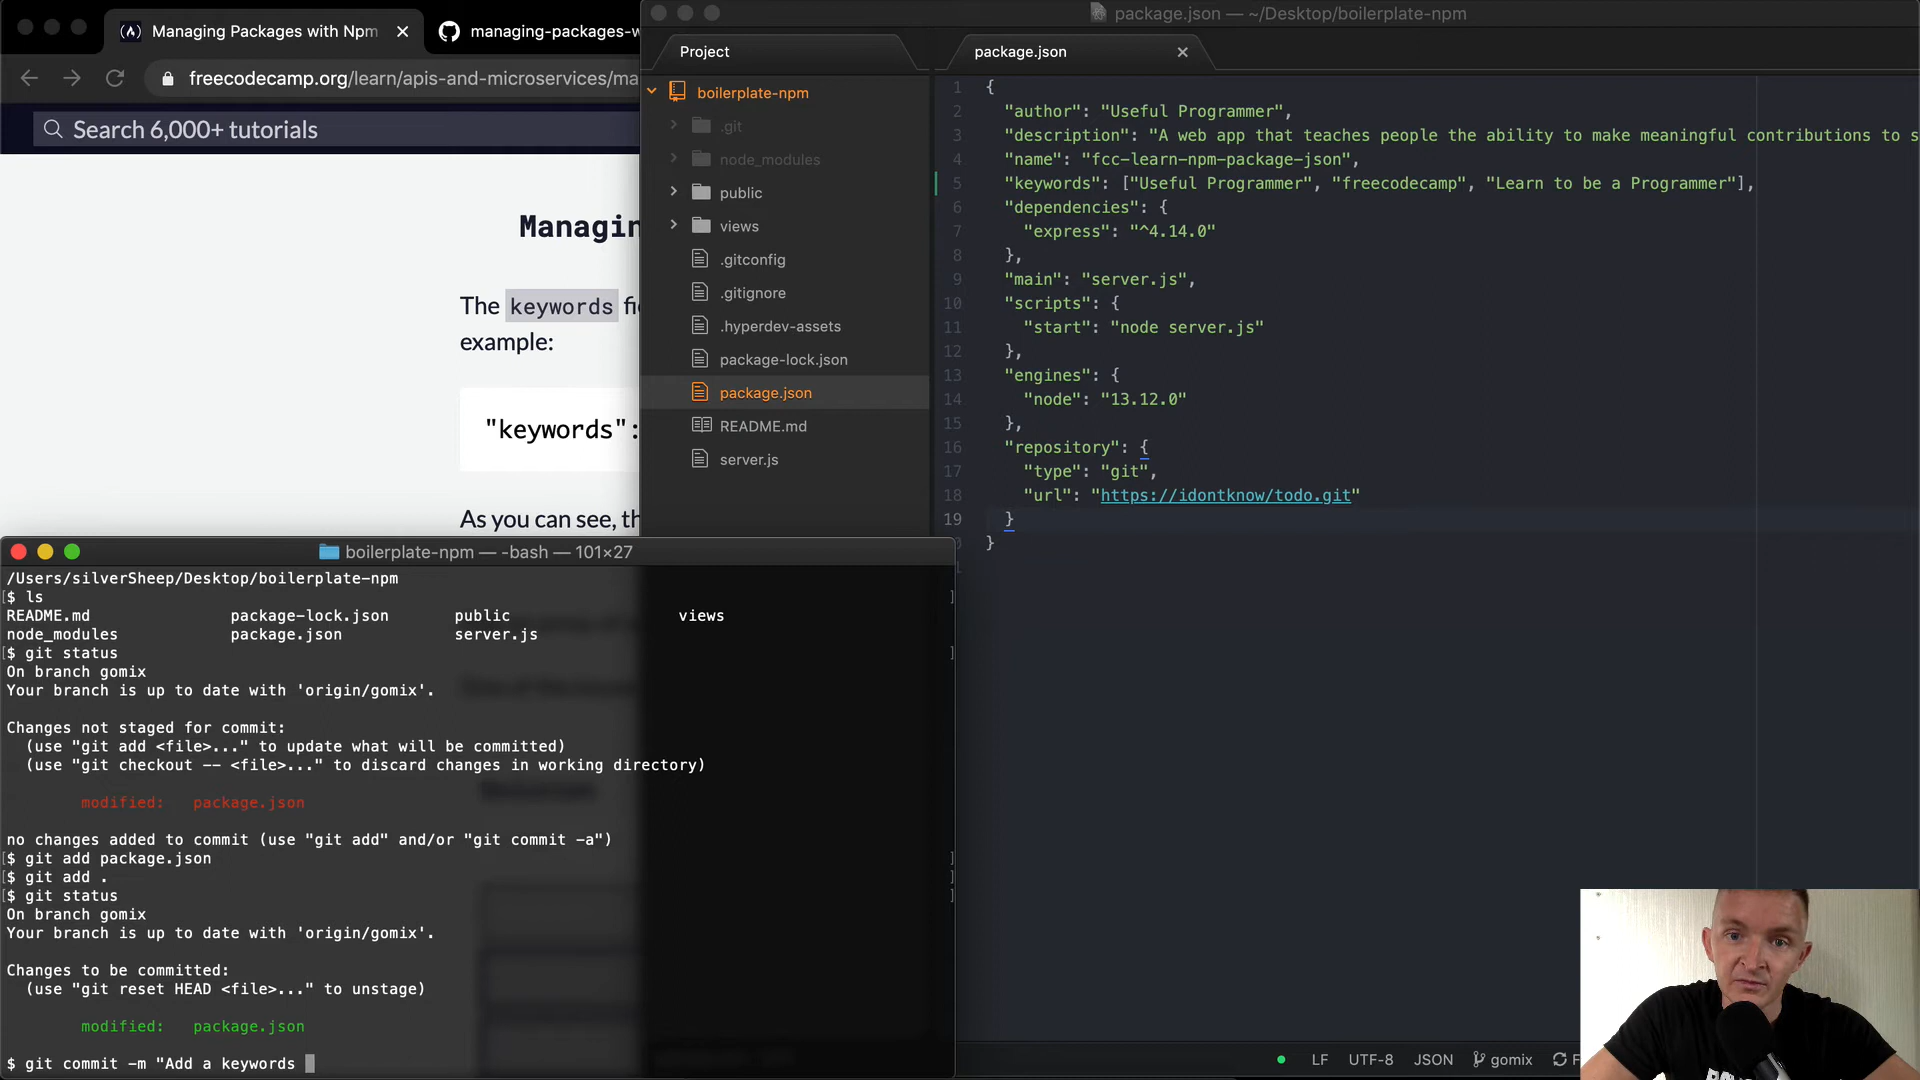 Managing Packages with Npm
managing-packages-w
freecodecamp.org/learn/apis-and-microservices/ma
Search 6,000+ tutorials
Managin
The keywords fi
example:
"keywords":
As you can see, th
package.json — ~/Desktop/boilerplate-npm
Project
package.json
boilerplate-npm
.git
node_modules
public
views
.gitconfig
.gitignore
.hyperdev-assets
package-lock.json
package.json
README.md
server.js
1 {
2 "author": "Useful Programmer",
3 "description": "A web app that teaches people the ability to make meaningful contributions to s
4 "name": "fcc-learn-npm-package-json",
5 "keywords": ["Useful Programmer", "freecodecamp", "Learn to be a Programmer"],
6 "dependencies": {
7 "express": "^4.14.0"
8 },
9 "main": "server.js",
10 "scripts": {
11 "start": "node server.js"
12 },
13 "engines": {
14 "node": "13.12.0"
15 },
16 "repository": {
17 "type": "git",
18 "url": "https://idontknow/todo.git"
19 }
}
boilerplate-npm — -bash — 101×27
/Users/silverSheep/Desktop/boilerplate-npm
[$ ls ]
README.md package-lock.json public views
node_modules package.json server.js
[$ git status ]
On branch gomix
Your branch is up to date with 'origin/gomix'.
Changes not staged for commit:
(use "git add <file>..." to update what will be committed)
(use "git checkout -- <file>..." to discard changes in working directory)
modified: package.json
no changes added to commit (use "git add" and/or "git commit -a")
[$ git add package.json ]
[$ git add . ]
[$ git status ]
On branch gomix
Your branch is up to date with 'origin/gomix'.
Changes to be committed:
(use "git reset HEAD <file>..." to unstage)
modified: package.json
$ git commit -m "Add a keywords
LF UTF-8 JSON gomix F